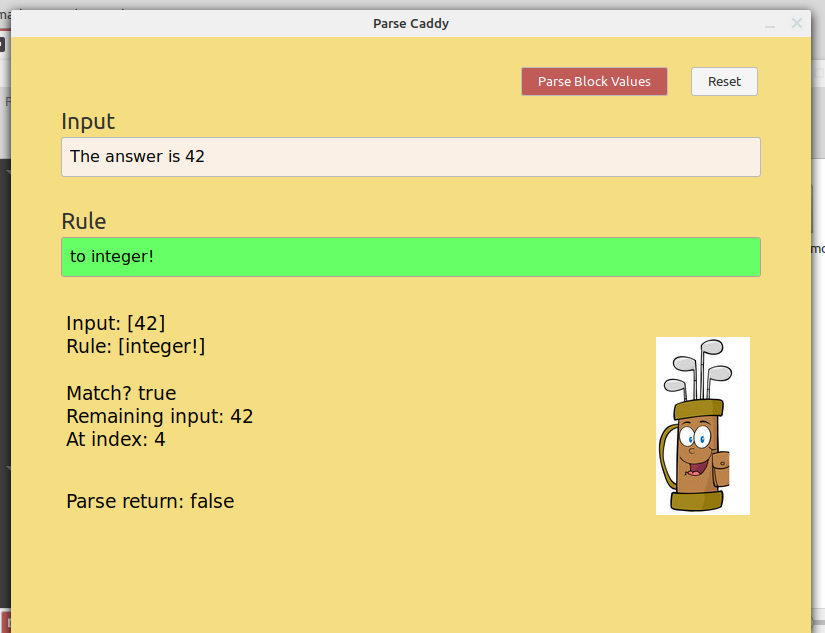 Parse Caddy
Parse Block Values
Reset
Input
The answer is 42
Rule
to integer!
Input: [42]
Rule: [integer!]
Match? true
Remaining input: 42
At index: 4
Parse return: false